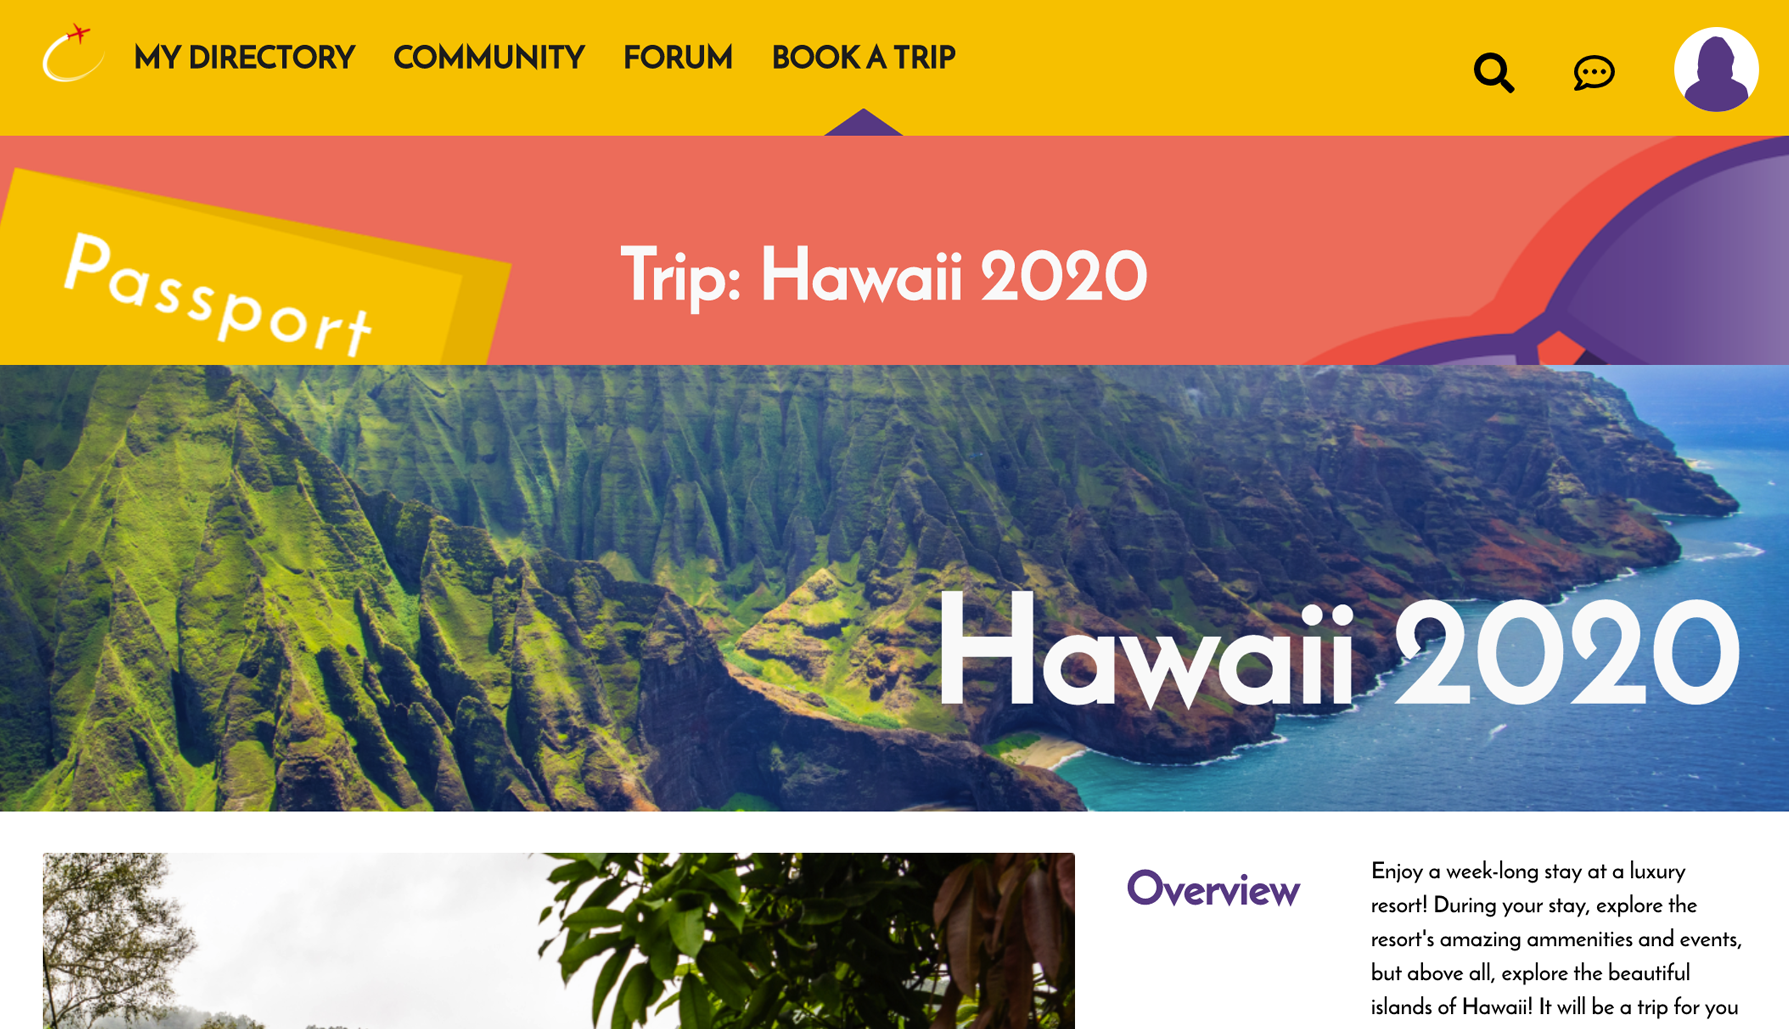 MY DIRECTORY COMMUNITY FORUM BOOK A TRIP
Passport
Trip: Hawaii 2020
Hawaii 2020
Overview
Enjoy a week-long stay at a luxury
resort! During your stay, explore the
resort's amazing ammenities and events,
but above all, explore the beautiful
islands of Hawaii! It will be a trip for you